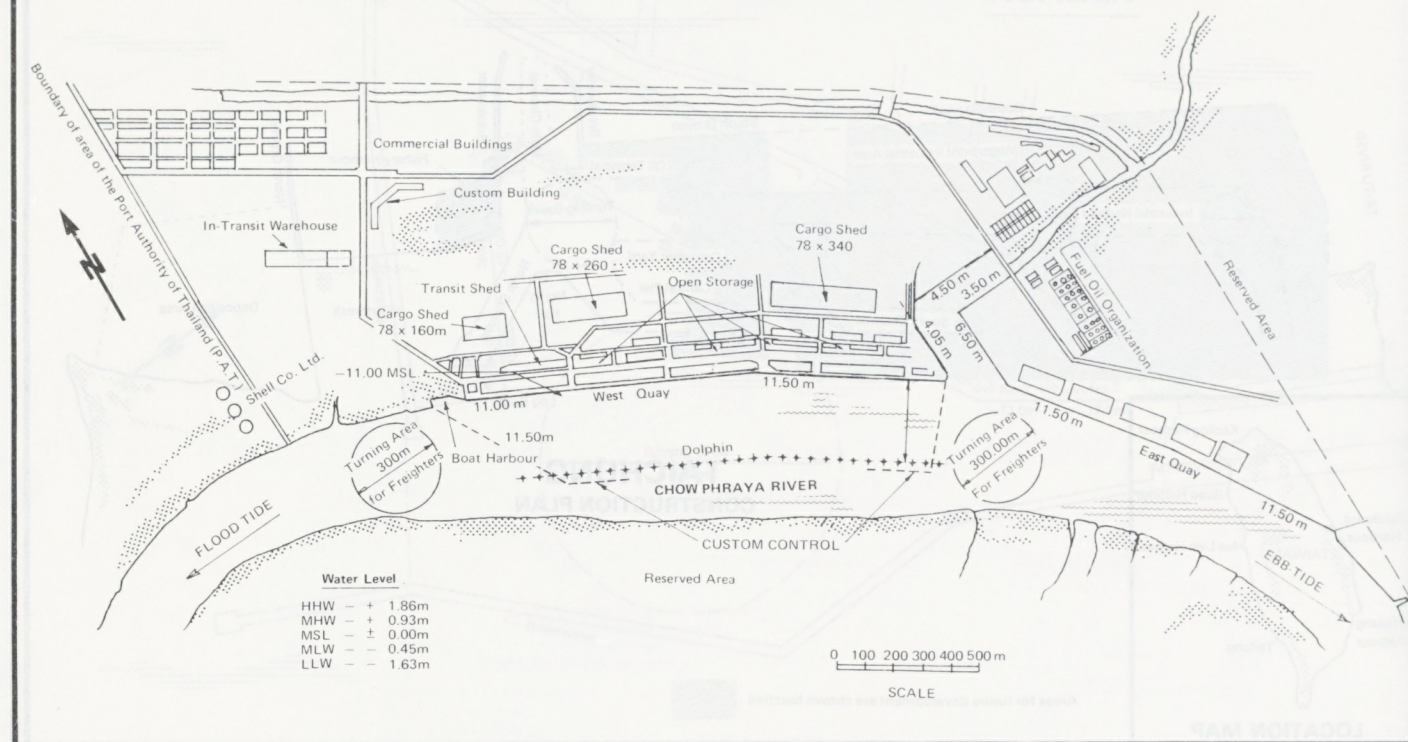 Boundary of area of the Port Authority of Thailand (P.A.T.)
Commercial Buildings
Custom Building
In-Transit Warehouse
Cargo Shed
78 x 340
Cargo Shed
78 x 260
Transit Shed
Open Storage
Cargo Shed
78 x 160m
4.50 m
3.50 m
4.05 m
6.50 m
Fuel Oil Organization
Reserved Area
Shell Co. Ltd.
-11.00 MSL
11.00 m
West Quay
11.50 m
11.50 m
East Quay
11.50 m
11.50m
Boat Harbour
Turning Area
300m
for Freighters
Dolphin
CHOW PHRAYA RIVER
Turning Area
300.00m
For Freighters
FLOOD TIDE
CUSTOM CONTROL
EBB-TIDE
Reserved Area
Water Level
HHW – + 1.86m
MHW – + 0.93m
MSL – ± 0.00m
MLW – – 0.45m
LLW – – 1.63m
0 100 200 300 400 500 m
SCALE
N